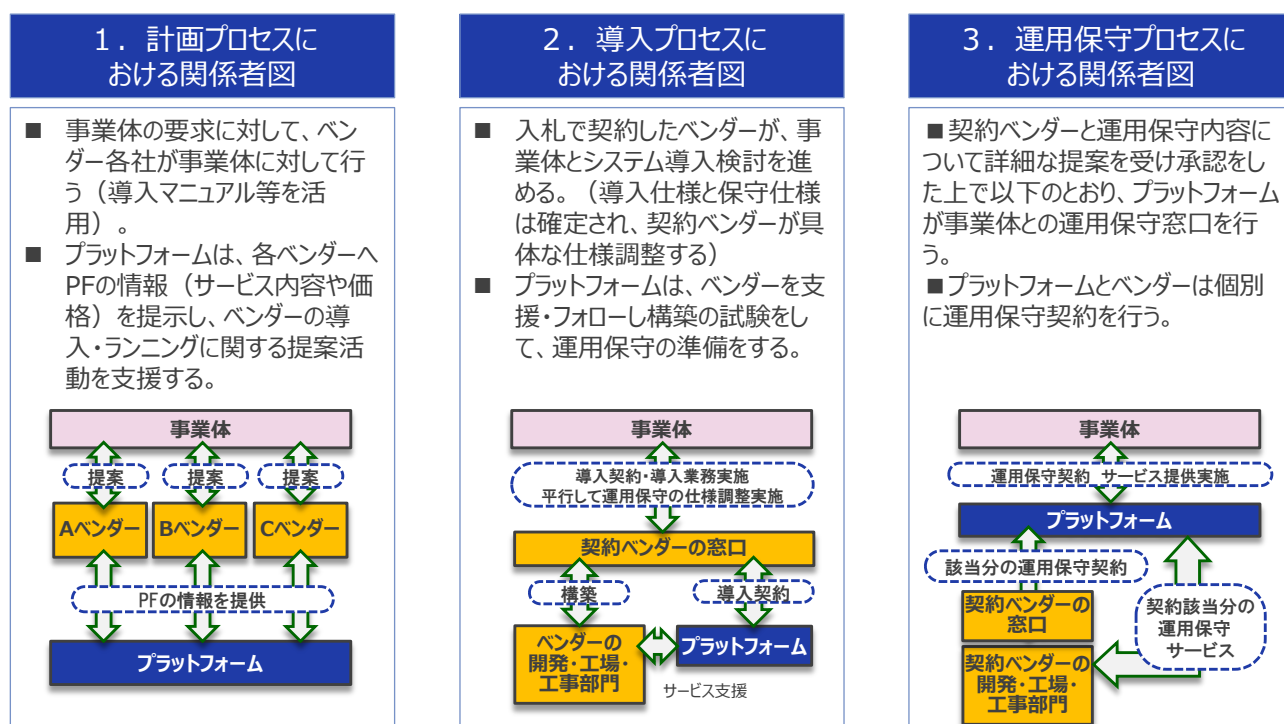 1．計画プロセスに
おける関係者図
■ 事業体の要求に対して、ベン
ダー各社が事業体に対して行
う（導入マニュアル等を活
用）。
■ プラットフォームは、各ベンダーへ
PFの情報（サービス内容や価
格）を提示し、ベンダーの導
入・ランニングに関する提案活
動を支援する。
事業体
提案 提案 提案
Aベンダー Bベンダー Cベンダー
PFの情報を提供
プラットフォーム
2．導入プロセスに
おける関係者図
■ 入札で契約したベンダーが、事
業体とシステム導入検討を進
める。（導入仕様と保守仕様
は確定され、契約ベンダーが具
体な仕様調整する）
■ プラットフォームは、ベンダーを支
援・フォローし構築の試験をし
て、運用保守の準備をする。
事業体
導入契約・導入業務実施
平行して運用保守の仕様調整実施
契約ベンダーの窓口
構築 導入契約
ベンダーの
開発・工場・
工事部門
プラットフォーム
サービス支援
3．運用保守プロセスに
おける関係者図
■契約ベンダーと運用保守内容に
ついて詳細な提案を受け承認をし
た上で以下のとおり、プラットフォーム
が事業体との運用保守窓口を行
う。
■プラットフォームとベンダーは個別
に運用保守契約を行う。
事業体
運用保守契約 サービス提供実施
プラットフォーム
該当分の運用保守契約
契約ベンダーの
窓口
契約該当分の
運用保守
サービス
契約ベンダーの
開発・工場・
工事部門